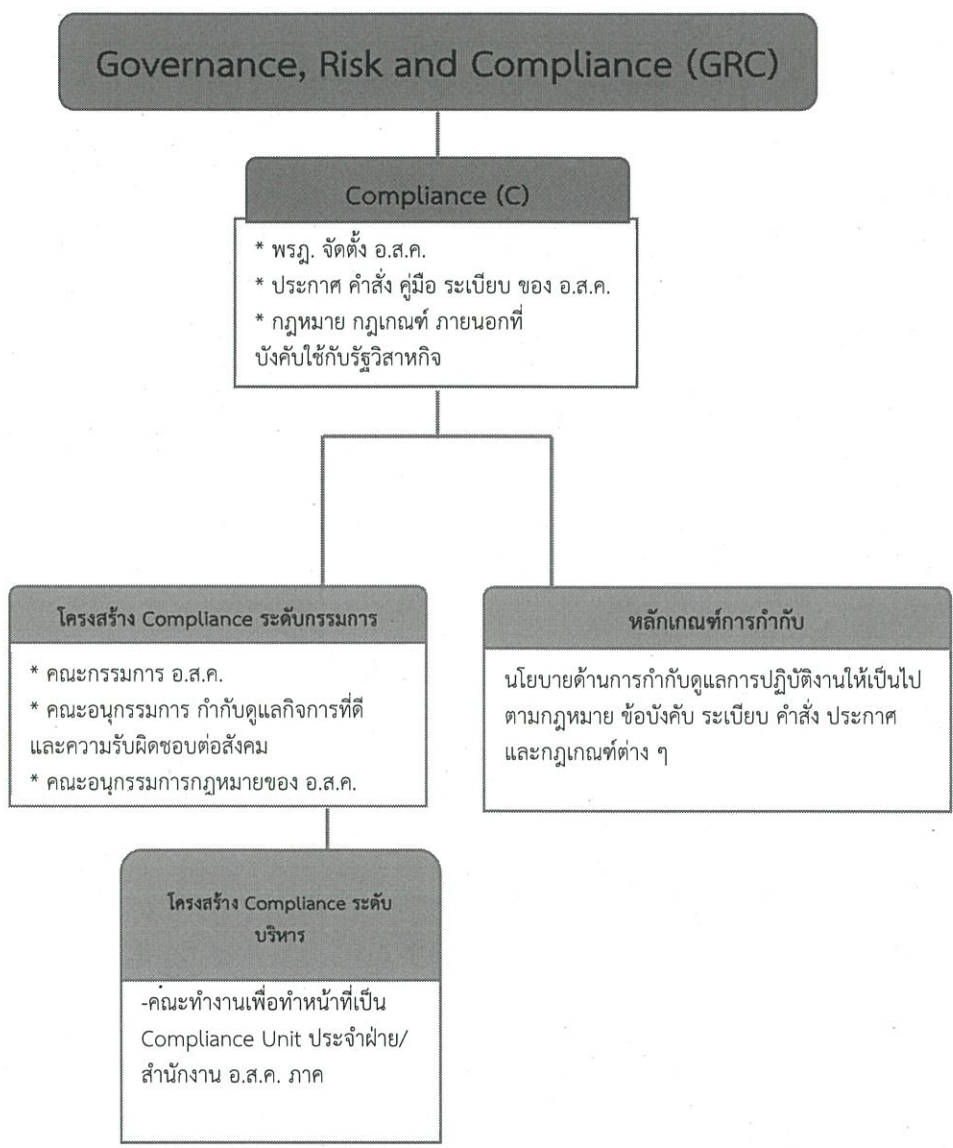 Governance, Risk and Compliance (GRC)
Compliance (C)
* พรฎ. จัดตั้ง อ.ส.ค.
* ประกาศ คำสั่ง คู่มือ ระเบียบ ของ อ.ส.ค.
* กฎหมาย กฎเกณฑ์ ภายนอกที่
บังคับใช้กับรัฐวิสาหกิจ
โครงสร้าง Compliance ระดับกรรมการ
* คณะกรรมการ อ.ส.ค.
* คณะอนุกรรมการ กำกับดูแลกิจการที่ดี
และความรับผิดชอบต่อสังคม
* คณะอนุกรรมการกฎหมายของ อ.ส.ค.
หลักเกณฑ์การกำกับ
นโยบายด้านการกำกับดูแลการปฏิบัติงานให้เป็นไป
ตามกฎหมาย ข้อบังคับ ระเบียบ คำสั่ง ประกาศ
และกฎเกณฑ์ต่าง ๆ
โครงสร้าง Compliance ระดับ
บริหาร
-คณะทำงานเพื่อทำหน้าที่เป็น
Compliance Unit ประจำฝ่าย/
สำนักงาน อ.ส.ค. ภาค